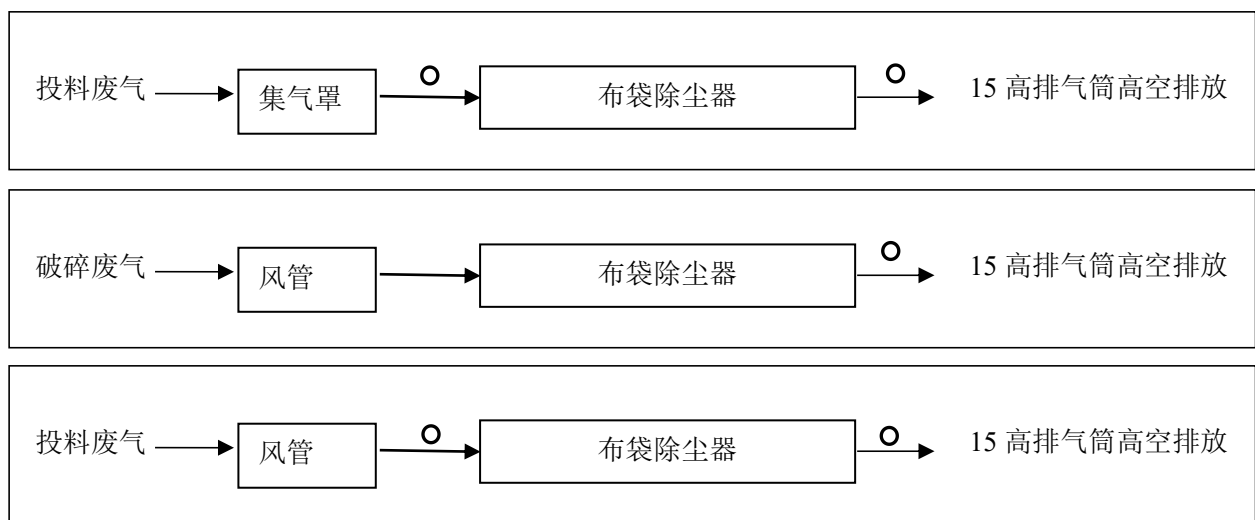 投料废气 集气罩 布袋除尘器 15 高排气筒高空排放
破碎废气 风管 布袋除尘器 15 高排气筒高空排放
投料废气 风管 布袋除尘器 15 高排气筒高空排放